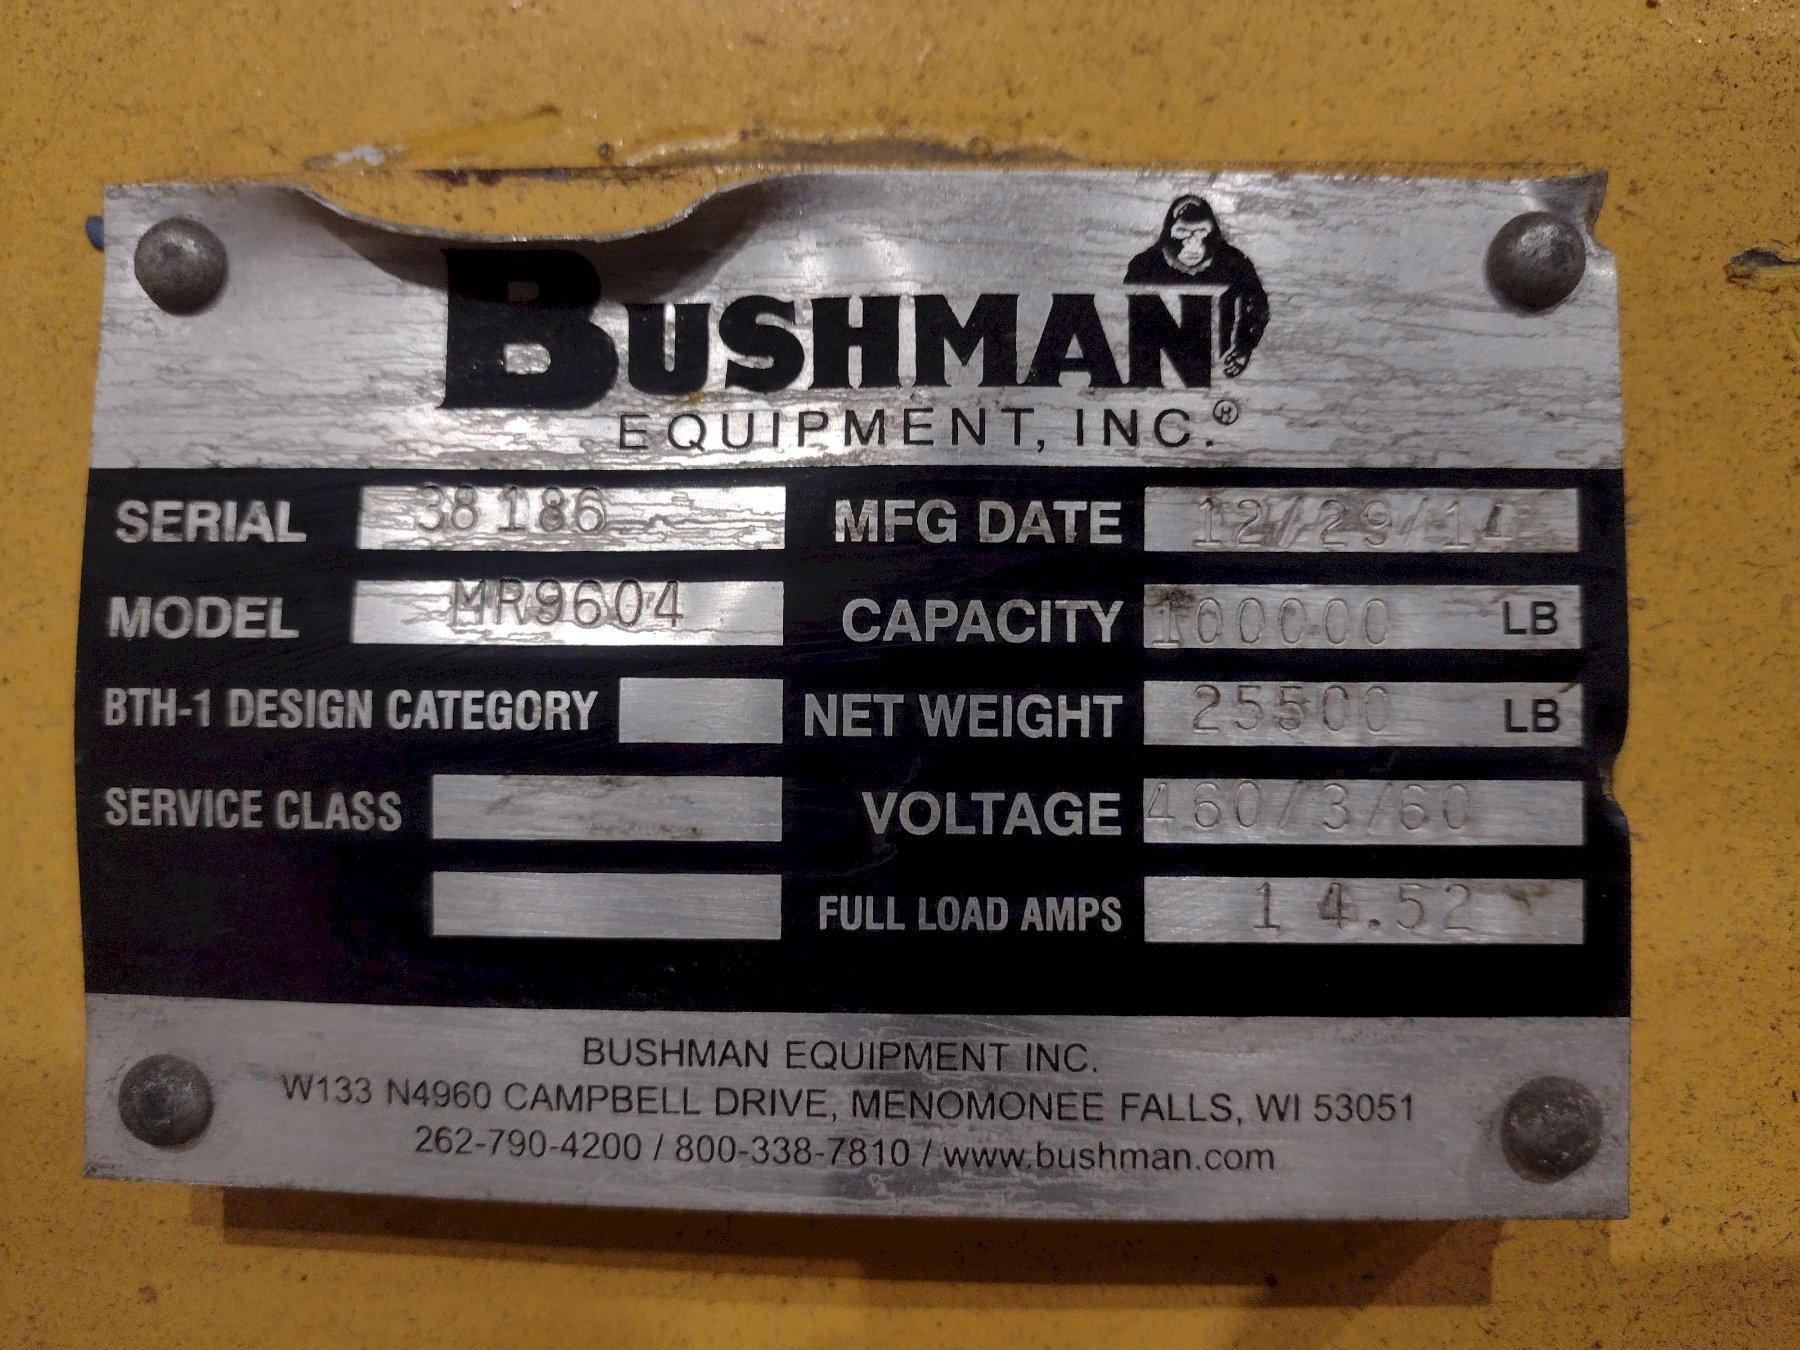 BUSHMAN
EQUIPMENT, INC.®
SERIAL 38186
MFG DATE 12/29/14
MODEL MR9604
CAPACITY 100000 LB
BTH-1 DESIGN CATEGORY
NET WEIGHT 25500 LB
SERVICE CLASS
VOLTAGE 460/3/60
FULL LOAD AMPS 14.52
BUSHMAN EQUIPMENT INC.
W133 N4960 CAMPBELL DRIVE, MENOMONEE FALLS, WI 53051
262-790-4200 / 800-338-7810 / www.bushman.com